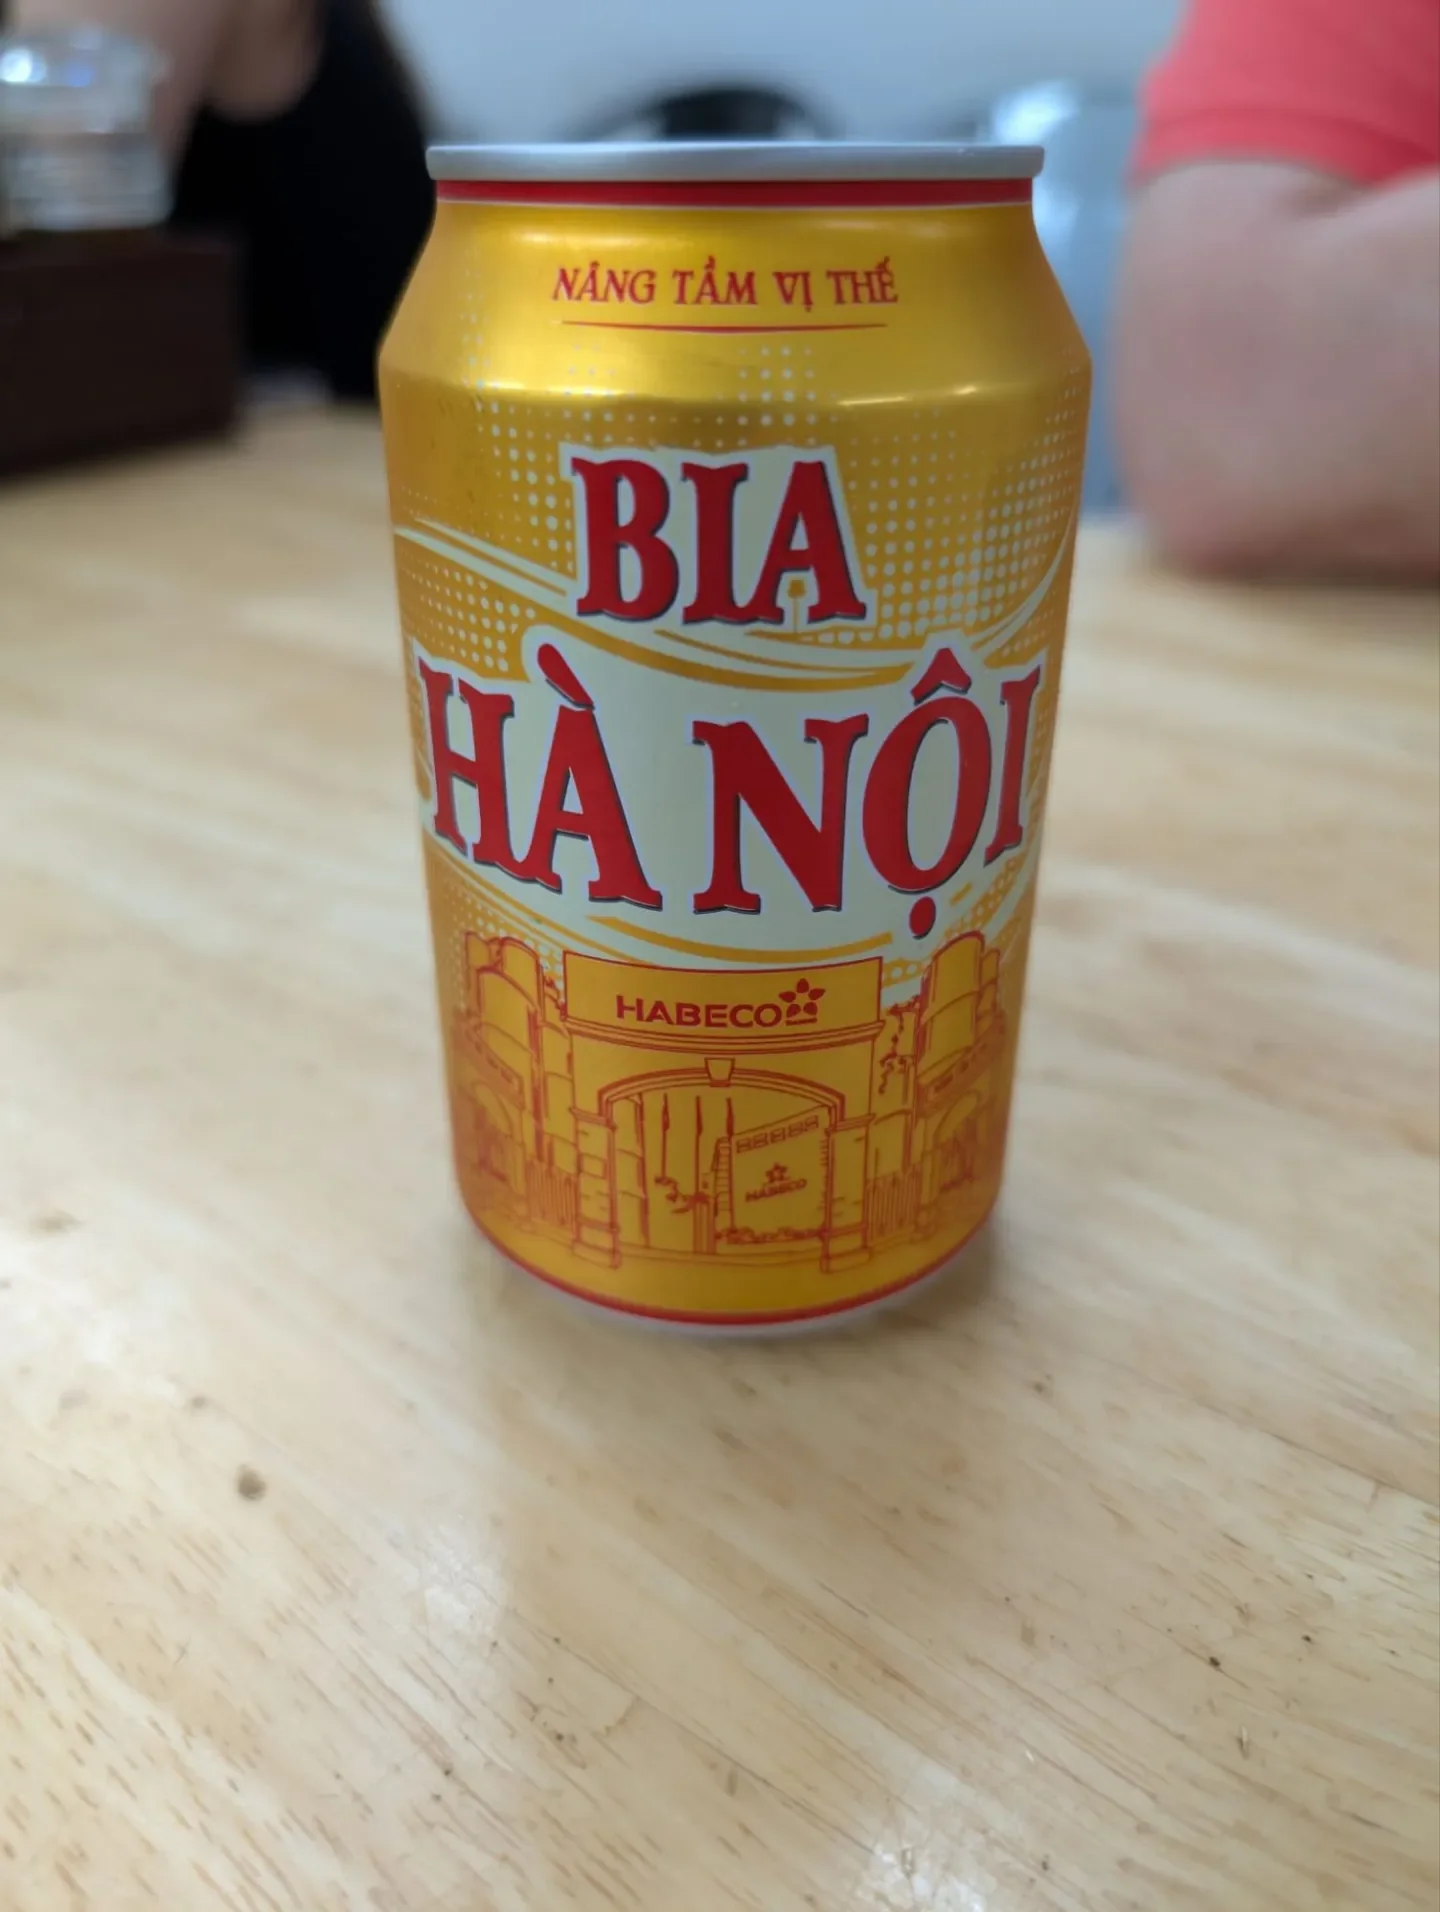 NÂNG TẦM VỊ THẾ
BIA
HÀ NỘI
HABECO
HABECO